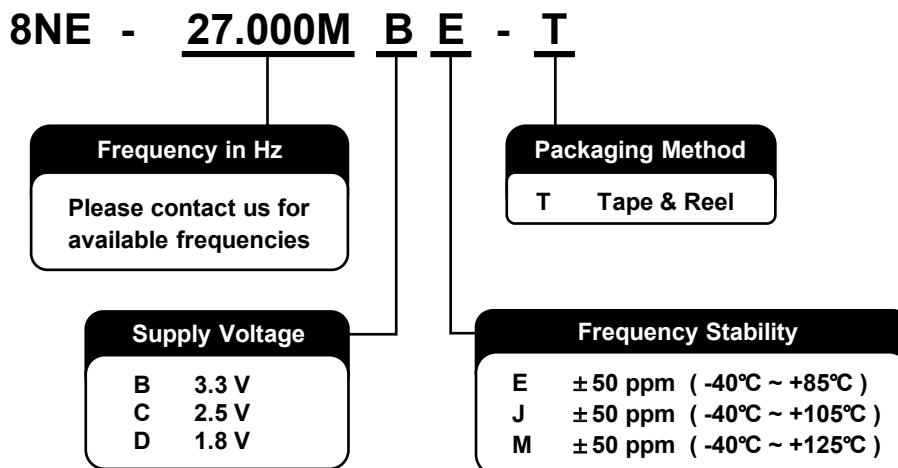 8NE - 27.000M B E - T
Frequency in Hz
Please contact us for
available frequencies
Packaging Method
T Tape & Reel
Supply Voltage
B 3.3 V
C 2.5 V
D 1.8 V
Frequency Stability
E ±50 ppm ( -40℃ ~ +85℃ )
J ±50 ppm ( -40℃ ~ +105℃ )
M ±50 ppm ( -40℃ ~ +125℃ )